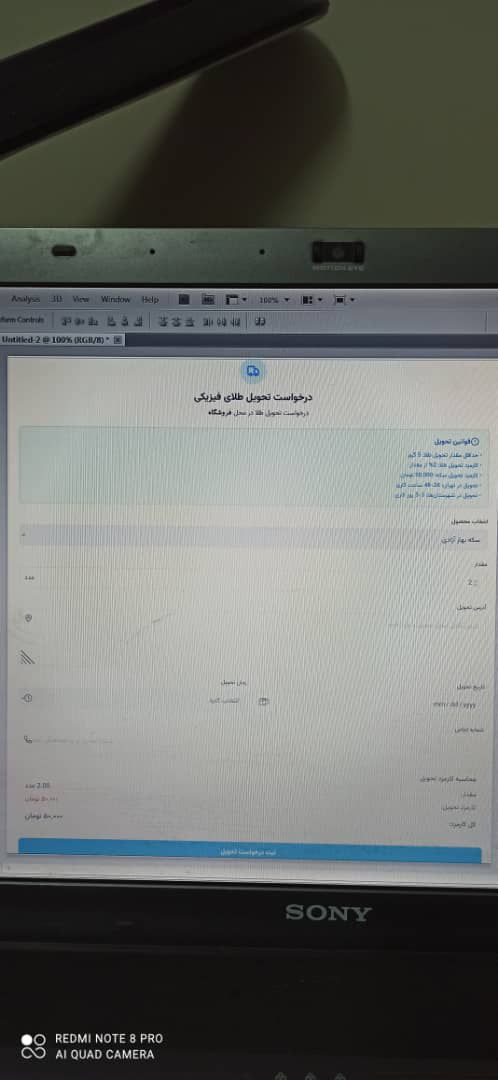 MOTION EYE
Analysis 3D View Window Help 100%
form Controls
Untitled-2 @ 100% (RGB/8) *
درخواست تحویل طلای فیزیکی
درخواست تحویل طلا در محل فروشگاه
قوانین تحویل
• حداقل مقدار تحویل طلا: 5 گرم
• کارمزد تحویل طلا: 2% از مقدار
• کارمزد تحویل سکه: 50,000 تومان
• تحویل در تهران: 24-48 ساعت کاری
• تحویل در شهرستان‌ها: 3-5 روز کاری
انتخاب محصول
سکه بهار آزادی
مقدار
2
عدد
آدرس تحویل
تاریخ تحویل
زمان تحویل
mm / dd / yyyy
انتخاب کنید
شماره تماس
محاسبه کارمزد تحویل
مقدار:
2.00 عدد
کارمزد تحویل:
۵۰,۰۰۰ تومان
کل کارمزد:
۵۰,۰۰۰ تومان
ثبت درخواست تحویل
SONY
REDMI NOTE 8 PRO
AI QUAD CAMERA